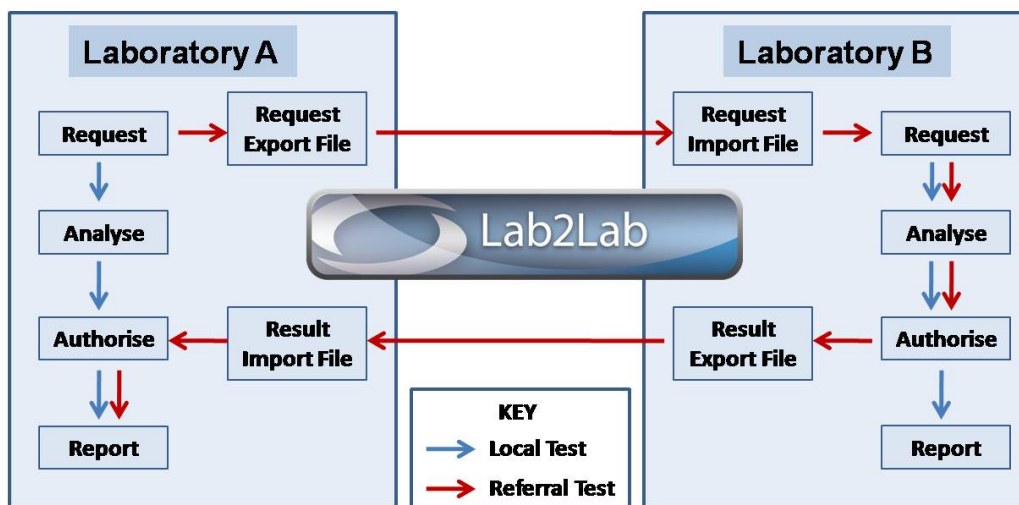 Laboratory A
Request
Request
Export File
Analyse
Authorise
Result
Import File
Report
Lab2Lab
KEY
Local Test
Referral Test
Laboratory B
Request
Import File
Request
Analyse
Result
Export File
Authorise
Report